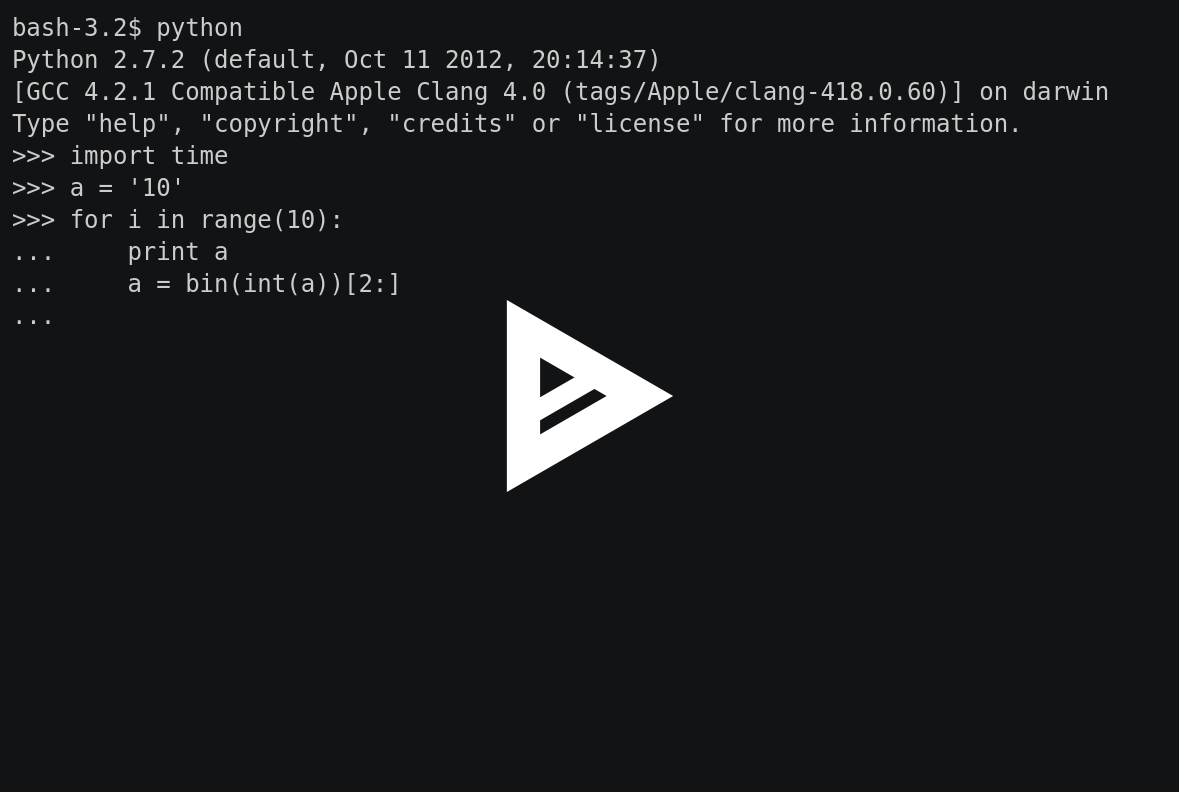 bash-3.2$ python
Python 2.7.2 (default, Oct 11 2012, 20:14:37)
[GCC 4.2.1 Compatible Apple Clang 4.0 (tags/Apple/clang-418.0.60)] on darwin
Type "help", "copyright", "credits" or "license" for more information.
>>> import time
>>> a = '10'
>>> for i in range(10):
...     print a
...     a = bin(int(a))[2:]
...